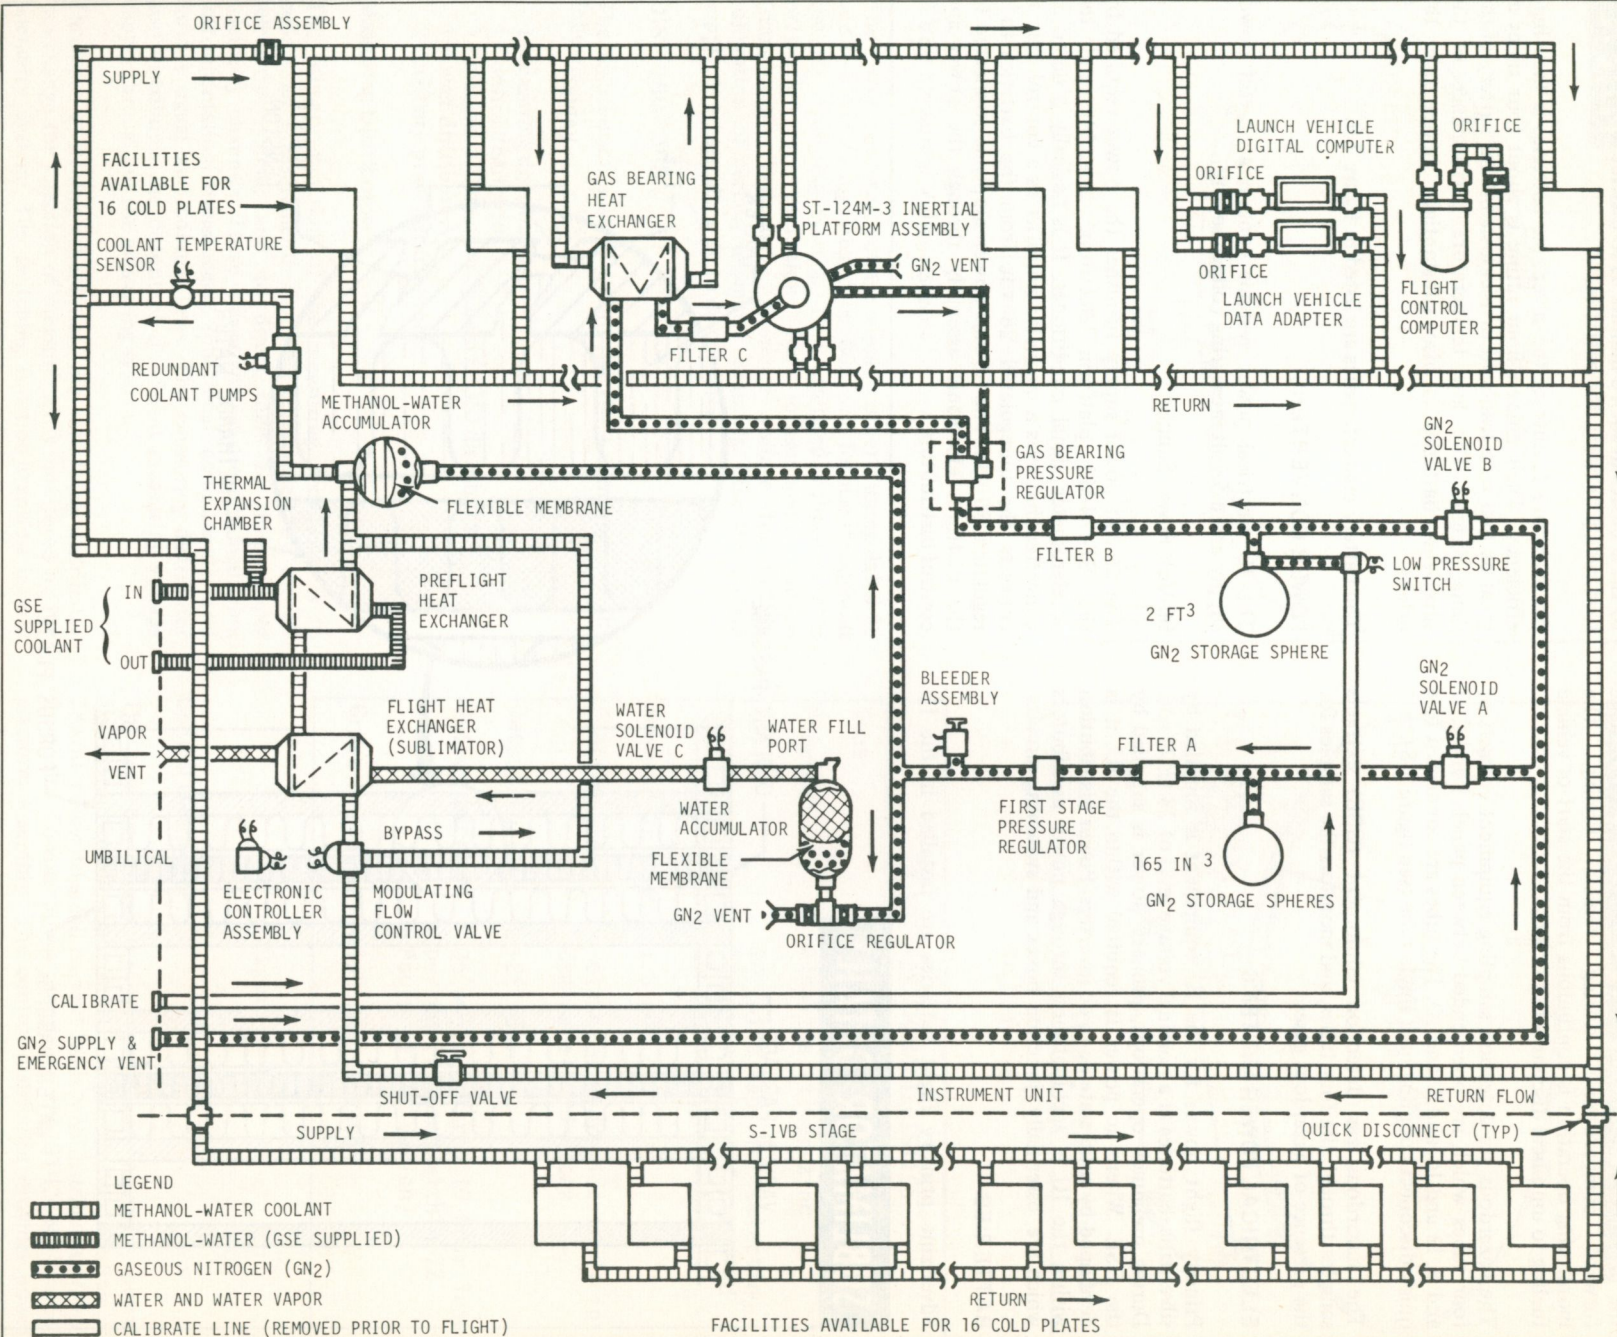 ORIFICE ASSEMBLY
SUPPLY
FACILITIES
AVAILABLE FOR
16 COLD PLATES
COOLANT TEMPERATURE
SENSOR
GAS BEARING
HEAT
EXCHANGER
ST-124M-3 INERTIAL
PLATFORM ASSEMBLY
GN2 VENT
FILTER C
LAUNCH VEHICLE
DIGITAL COMPUTER
ORIFICE
ORIFICE
ORIFICE
LAUNCH VEHICLE
DATA ADAPTER
FLIGHT
CONTROL
COMPUTER
REDUNDANT
COOLANT PUMPS
METHANOL-WATER
ACCUMULATOR
RETURN
THERMAL
EXPANSION
CHAMBER
FLEXIBLE MEMBRANE
GAS BEARING
PRESSURE
REGULATOR
GN2
SOLENOID
VALVE B
FILTER B
LOW PRESSURE
SWITCH
IN
GSE
SUPPLIED
COOLANT
OUT
PREFLIGHT
HEAT
EXCHANGER
2 FT3
GN2 STORAGE SPHERE
VAPOR
VENT
FLIGHT HEAT
EXCHANGER
(SUBLIMATOR)
WATER
SOLENOID
VALVE C
WATER FILL
PORT
BLEEDER
ASSEMBLY
FILTER A
GN2
SOLENOID
VALVE A
UMBILICAL
BYPASS
WATER
ACCUMULATOR
FLEXIBLE
MEMBRANE
FIRST STAGE
PRESSURE
REGULATOR
165 IN 3
GN2 STORAGE SPHERES
ELECTRONIC
CONTROLLER
ASSEMBLY
MODULATING
FLOW
CONTROL VALVE
GN2 VENT
ORIFICE REGULATOR
CALIBRATE
GN2 SUPPLY &
EMERGENCY VENT
SHUT-OFF VALVE
INSTRUMENT UNIT
RETURN FLOW
SUPPLY
S-IVB STAGE
QUICK DISCONNECT (TYP)
LEGEND
METHANOL-WATER COOLANT
METHANOL-WATER (GSE SUPPLIED)
GASEOUS NITROGEN (GN2)
WATER AND WATER VAPOR
CALIBRATE LINE (REMOVED PRIOR TO FLIGHT)
RETURN
FACILITIES AVAILABLE FOR 16 COLD PLATES